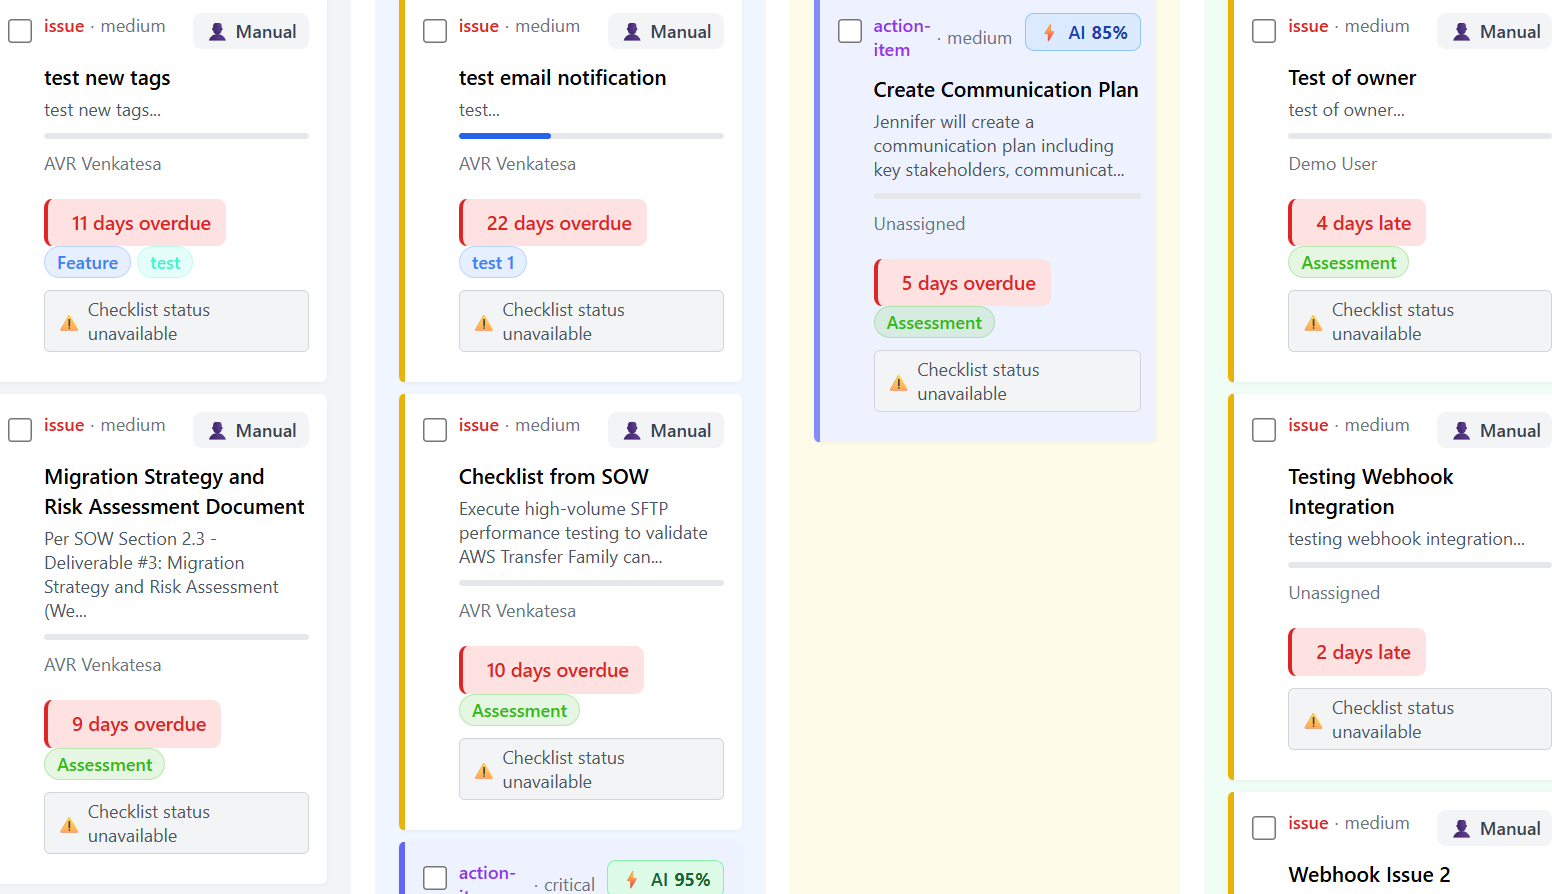 issue · medium
Manual
test new tags
test new tags...
AVR Venkatesa
11 days overdue
Feature
test
Checklist status
unavailable
issue · medium
Manual
Migration Strategy and
Risk Assessment Document
Per SOW Section 2.3 -
Deliverable #3: Migration
Strategy and Risk Assessment
(We...
AVR Venkatesa
9 days overdue
Assessment
Checklist status
unavailable
issue · medium
Manual
test email notification
test...
AVR Venkatesa
22 days overdue
test 1
Checklist status
unavailable
issue · medium
Manual
Checklist from SOW
Execute high-volume SFTP
performance testing to validate
AWS Transfer Family can...
AVR Venkatesa
10 days overdue
Assessment
Checklist status
unavailable
action-
· critical
AI 95%
action-
item
· medium
AI 85%
Create Communication Plan
Jennifer will create a
communication plan including
key stakeholders, communicat...
Unassigned
5 days overdue
Assessment
Checklist status
unavailable
issue · medium
Manual
Test of owner
test of owner...
Demo User
4 days late
Assessment
Checklist status
unavailable
issue · medium
Manual
Testing Webhook
Integration
testing webhook integration...
Unassigned
2 days late
Checklist status
unavailable
issue · medium
Manual
Webhook Issue 2